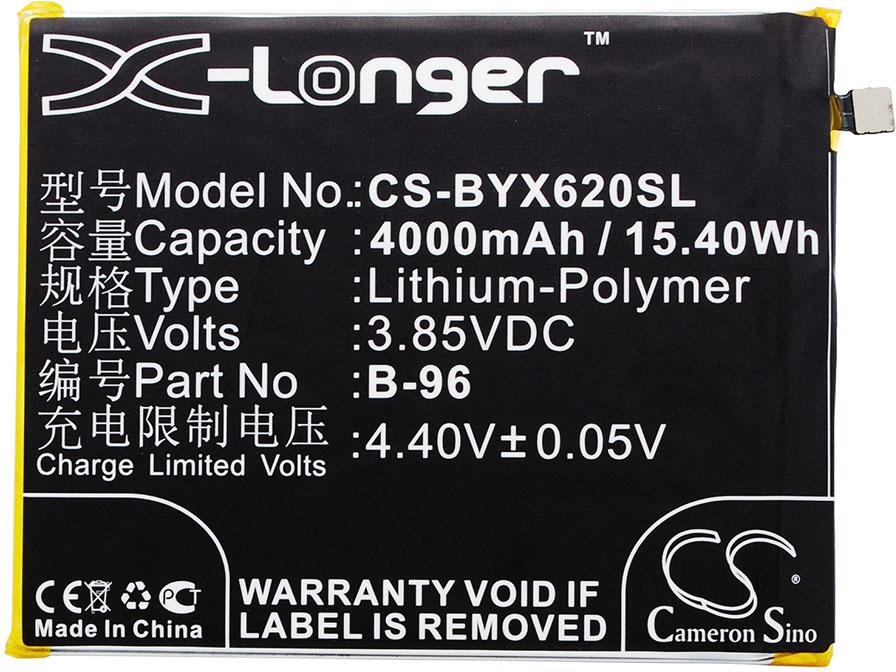 X-Longer™
型号Model No.:CS-BYX620SL
容量Capacity :4000mAh / 15.40Wh
规格Type :Lithium-Polymer
电压Volts :3.85VDC
编号Part No :B-96
充电限制电压 :4.40V±0.05V
Charge Limited Volts
CE PCT
Made in China
WARRANTY VOID IF
LABEL IS REMOVED
CS ®
Cameron Sino